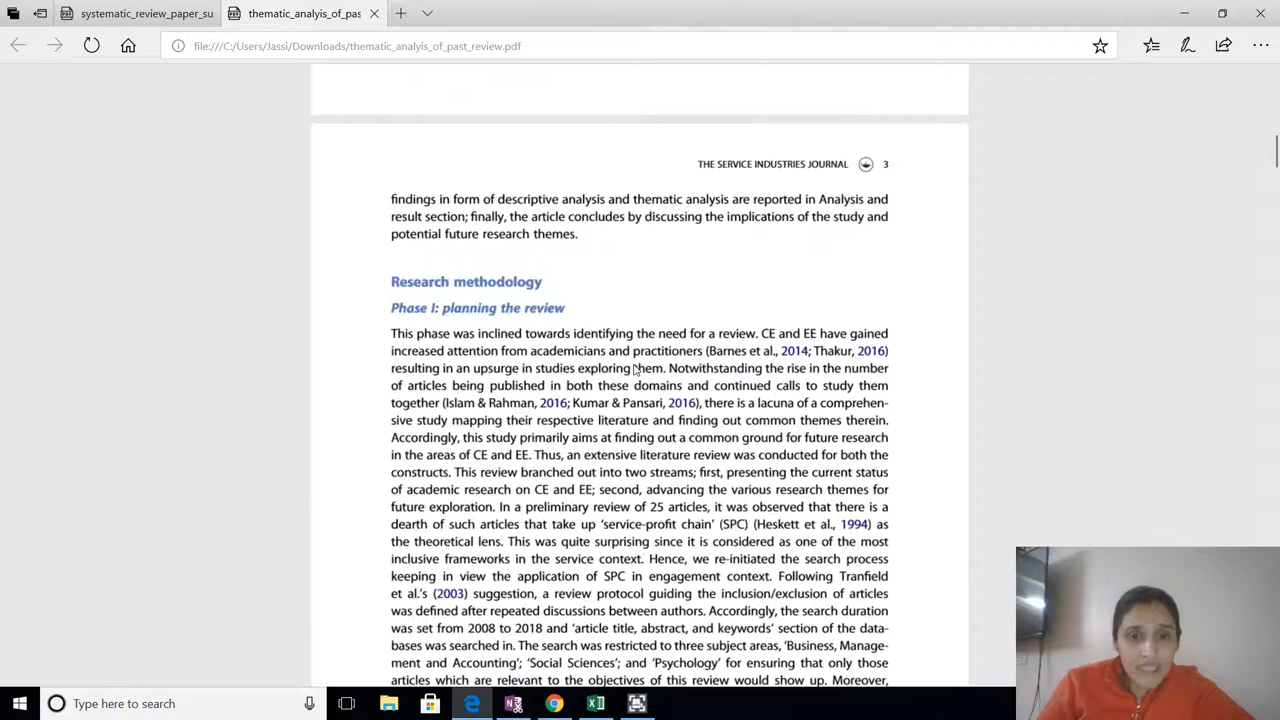 systematic_review_paper_su
thematic_analyis_of_pas
file:///C:/Users/Jassi/Downloads/thematic_analyis_of_past_review.pdf
THE SERVICE INDUSTRIES JOURNAL 3
findings in form of descriptive analysis and thematic analysis are reported in Analysis and
result section; finally, the article concludes by discussing the implications of the study and
potential future research themes.
Research methodology
Phase I: planning the review
This phase was inclined towards identifying the need for a review. CE and EE have gained
increased attention from academicians and practitioners (Barnes et al., 2014; Thakur, 2016)
resulting in an upsurge in studies exploring them. Notwithstanding the rise in the number
of articles being published in both these domains and continued calls to study them
together (Islam & Rahman, 2016; Kumar & Pansari, 2016), there is a lacuna of a comprehen-
sive study mapping their respective literature and finding out common themes therein.
Accordingly, this study primarily aims at finding out a common ground for future research
in the areas of CE and EE. Thus, an extensive literature review was conducted for both the
constructs. This review branched out into two streams; first, presenting the current status
of academic research on CE and EE; second, advancing the various research themes for
future exploration. In a preliminary review of 25 articles, it was observed that there is a
dearth of such articles that take up ‘service-profit chain’ (SPC) (Heskett et al., 1994) as
the theoretical lens. This was quite surprising since it is considered as one of the most
inclusive frameworks in the service context. Hence, we re-initiated the search process
keeping in view the application of SPC in engagement context. Following Tranfield
et al.’s (2003) suggestion, a review protocol guiding the inclusion/exclusion of articles
was defined after repeated discussions between authors. Accordingly, the search duration
was set from 2008 to 2018 and ‘article title, abstract, and keywords’ section of the data-
bases was searched in. The search was restricted to three subject areas, ‘Business, Manage-
ment and Accounting’; ‘Social Sciences’; and ‘Psychology’ for ensuring that only those
articles which are relevant to the objectives of this review would show up. Moreover,
Type here to search